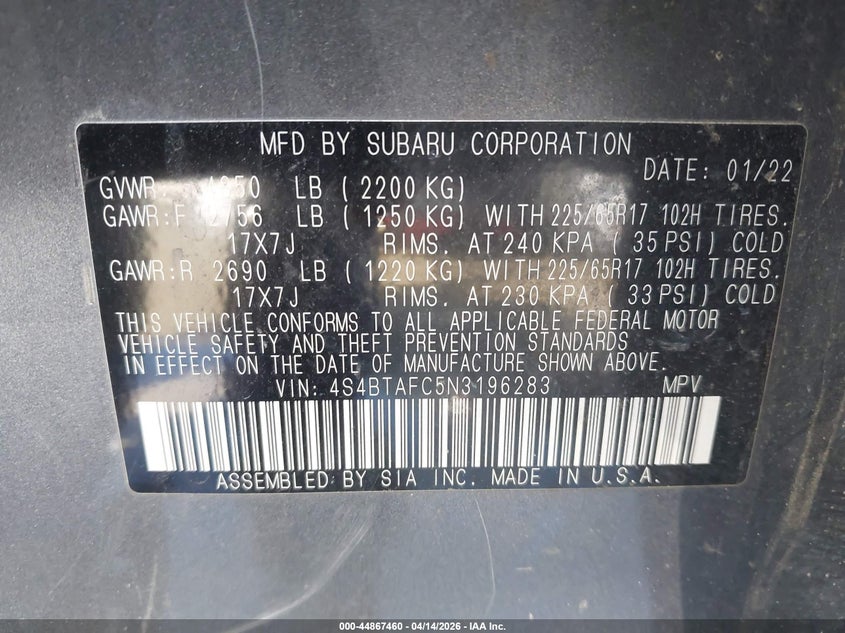 MFD BY SUBARU CORPORATION
DATE: 01/22
GVWR: 4850 LB ( 2200 KG)
GAWR:F 2756 LB ( 1250 KG) WITH 225/65R17 102H TIRES.
17X7J RIMS. AT 240 KPA ( 35 PSI) COLD
GAWR:R 2690 LB ( 1220 KG) WITH 225/65R17 102H TIRES.
17X7J RIMS. AT 230 KPA ( 33 PSI) COLD
THIS VEHICLE CONFORMS TO ALL APPLICABLE FEDERAL MOTOR
VEHICLE SAFETY AND THEFT PREVENTION STANDARDS
IN EFFECT ON THE DATE OF MANUFACTURE SHOWN ABOVE.
VIN: 4S4BTAFC5N3196283 MPV
ASSEMBLED BY SIA INC. MADE IN U.S.A.
000-44867460 - 04/14/2026 - IAA Inc.